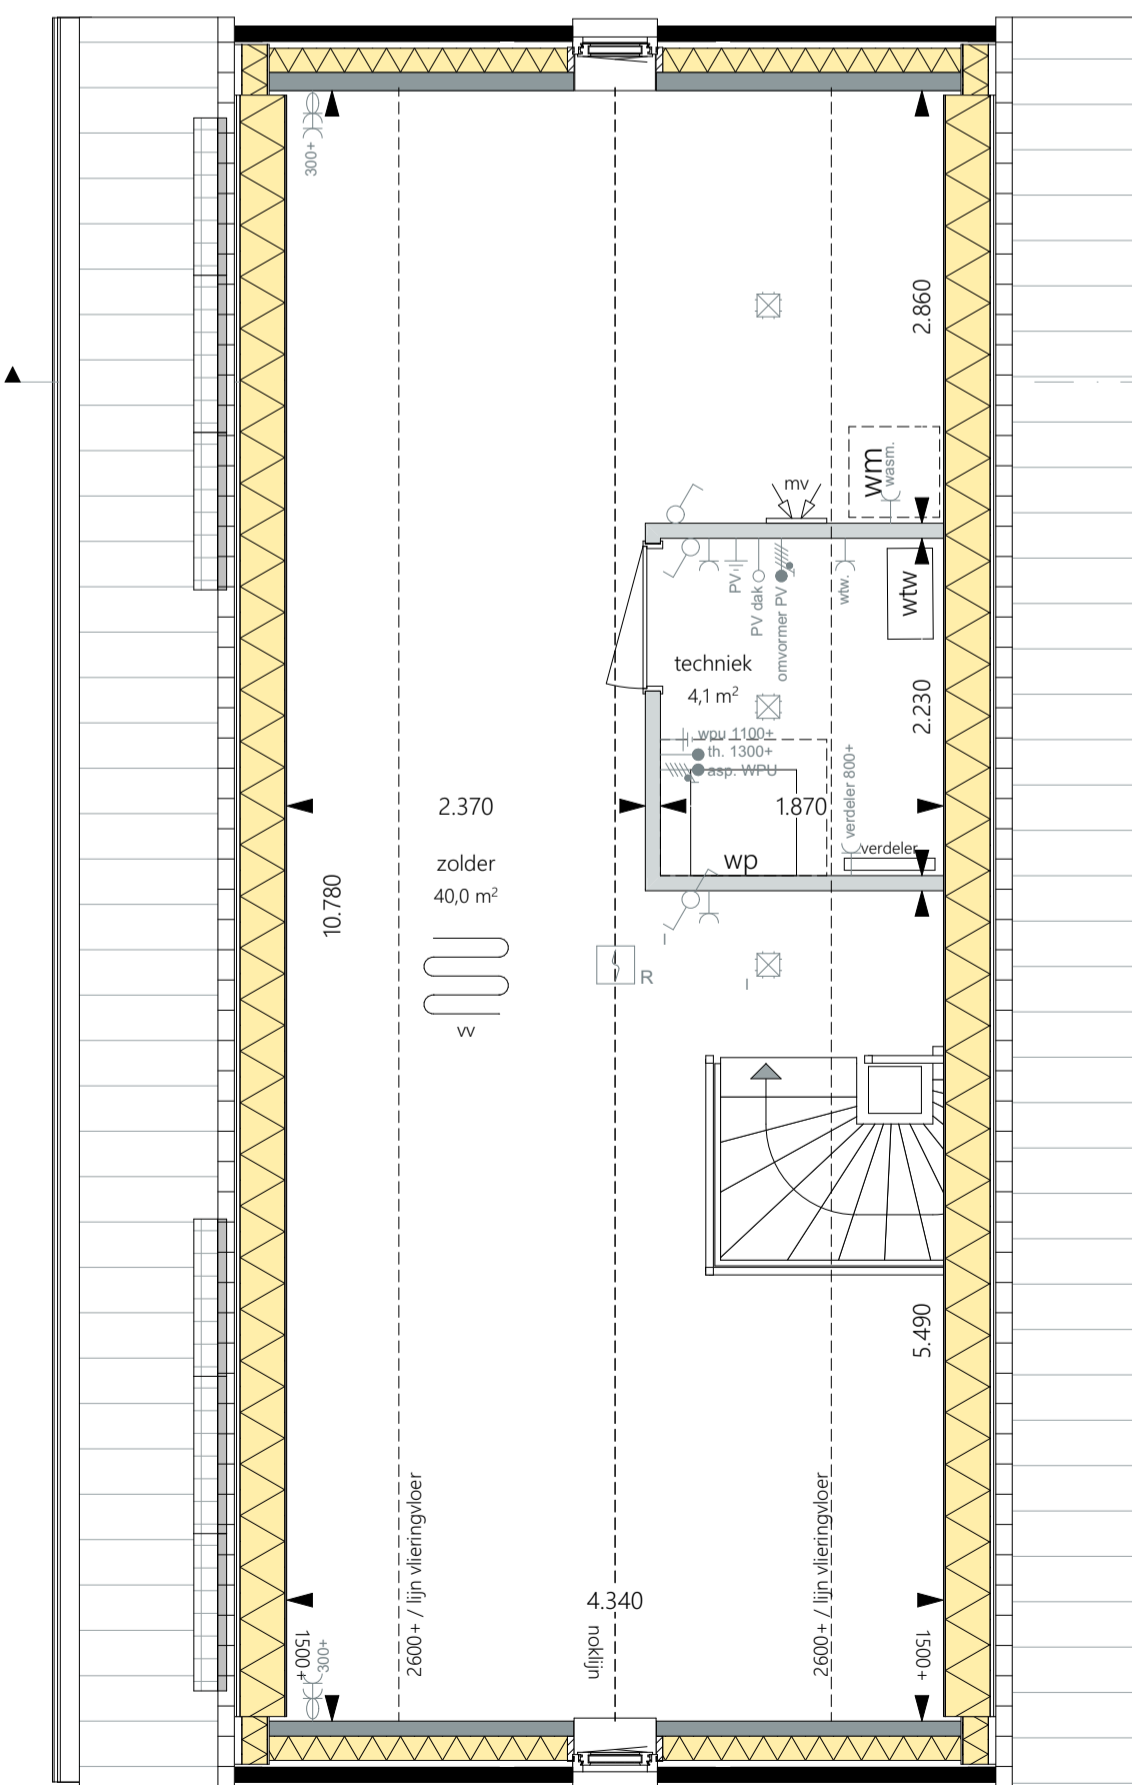 300+
2.860
wm
wasm.
mv
PV
PV dak
omvormer PV
wtw.
wtw
techniek
4,1 m²
2.230
wpu 1100+
th. 1300+
asp. WPU
verdeler 800+
2.370
1.870
verdeler
wp
zolder
40,0 m²
10.780
R
vv
5.490
2600+ / lijn vlieringvloer
2600+ / lijn vlieringvloer
4.340
noklijn
1500+
300+
1500+